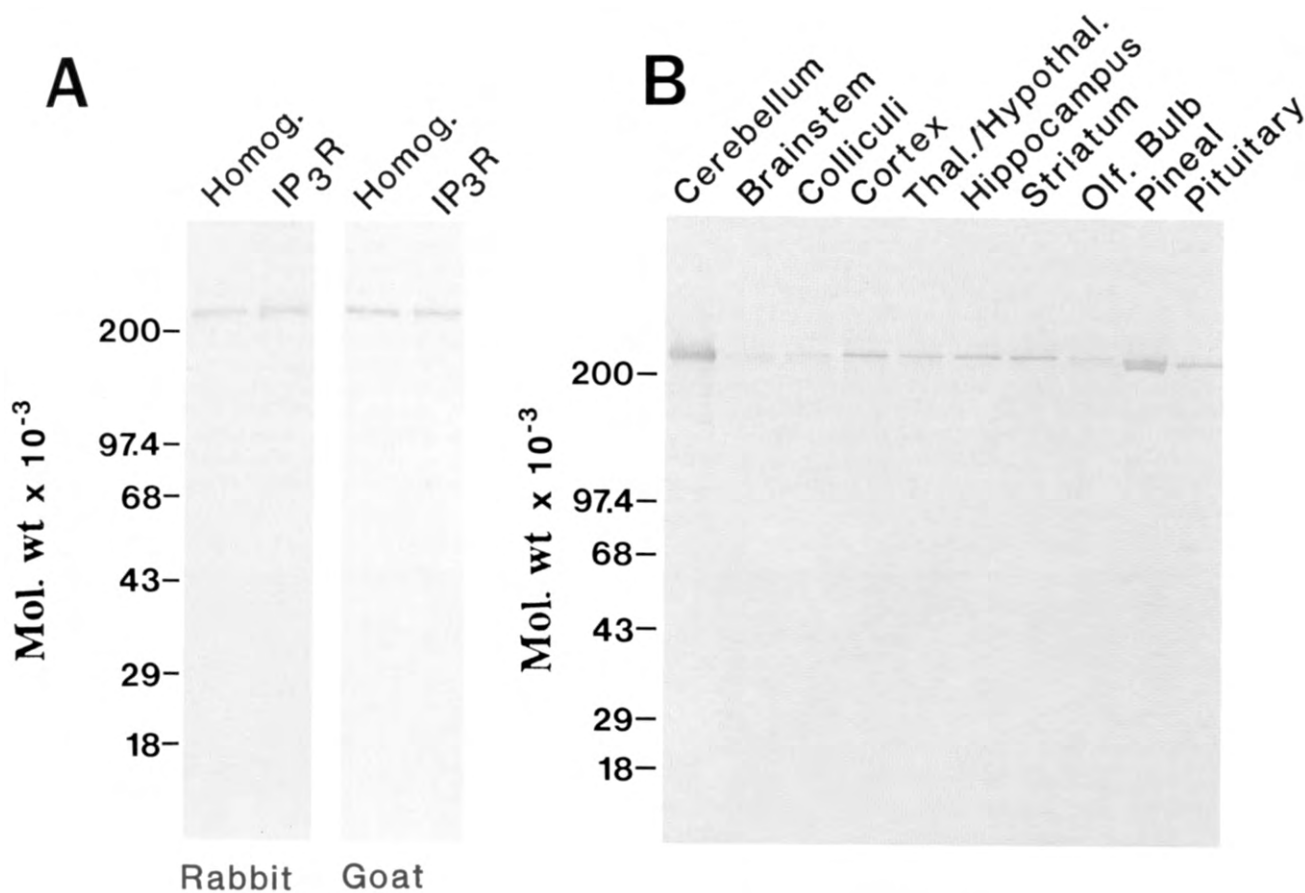 A
Homog.
IP3R
Homog.
IP3R
Mol. wt x 10-3
200
97.4
68
43
29
18
Rabbit
Goat
B
Cerebellum
Brainstem
Colliculi
Cortex
Thal./Hypothal.
Hippocampus
Striatum
Olf. Bulb
Pineal
Pituitary
Mol. wt x 10-3
200
97.4
68
43
29
18